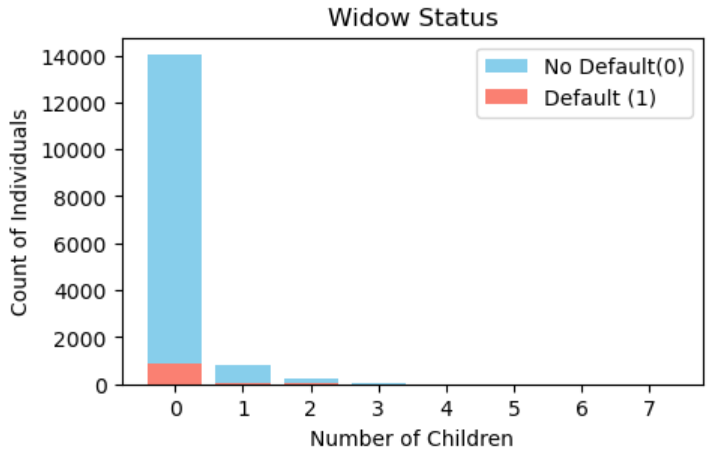 Widow Status
No Default(0)
Default (1)
14000
12000
10000
8000
6000
4000
2000
0
Count of Individuals
0 1 2 3 4 5 6 7
Number of Children